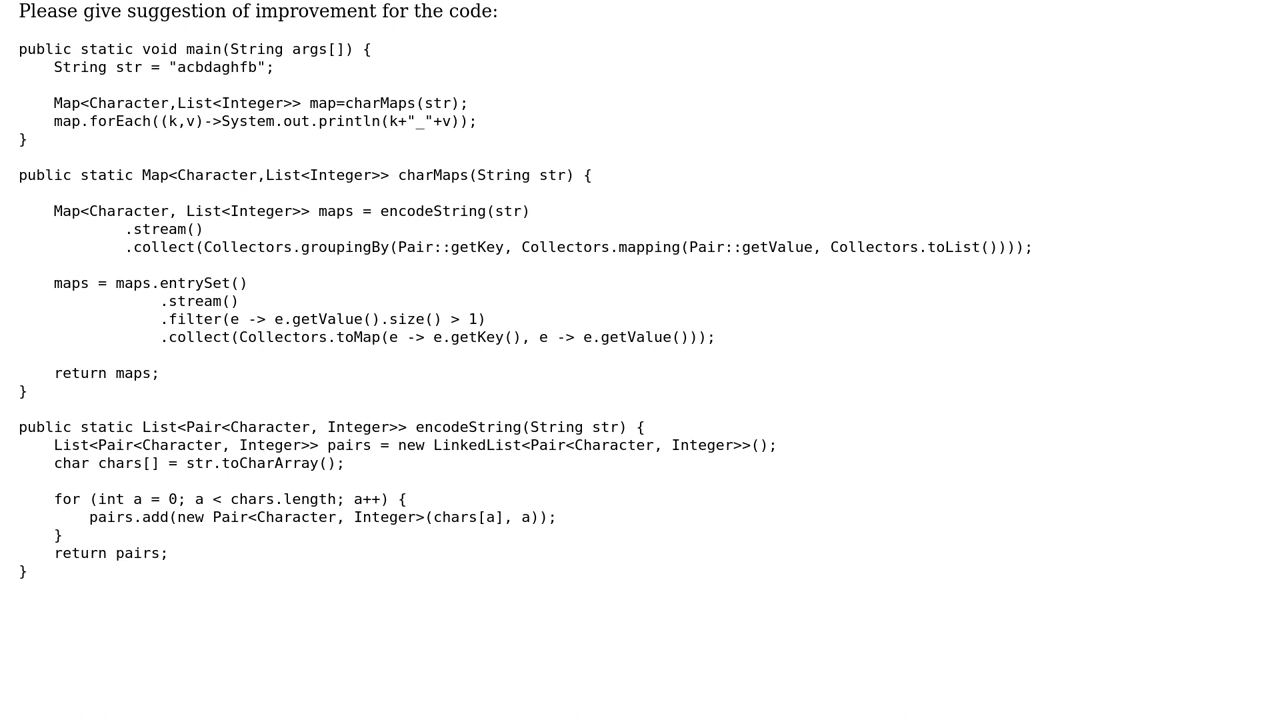 Please give suggestion of improvement for the code:
public static void main(String args[]) {
    String str = "acbdaghfb";
    Map<Character,List<Integer>> map=charMaps(str);
    map.forEach((k,v)->System.out.println(k+"_"+v));
}
public static Map<Character,List<Integer>> charMaps(String str) {
    Map<Character, List<Integer>> maps = encodeString(str)
            .stream()
            .collect(Collectors.groupingBy(Pair::getKey, Collectors.mapping(Pair::getValue, Collectors.toList())));
    maps = maps.entrySet()
                .stream()
                .filter(e -> e.getValue().size() > 1)
                .collect(Collectors.toMap(e -> e.getKey(), e -> e.getValue()));
    return maps;
}
public static List<Pair<Character, Integer>> encodeString(String str) {
    List<Pair<Character, Integer>> pairs = new LinkedList<Pair<Character, Integer>>();
    char chars[] = str.toCharArray();
    for (int a = 0; a < chars.length; a++) {
        pairs.add(new Pair<Character, Integer>(chars[a], a));
    }
    return pairs;
}